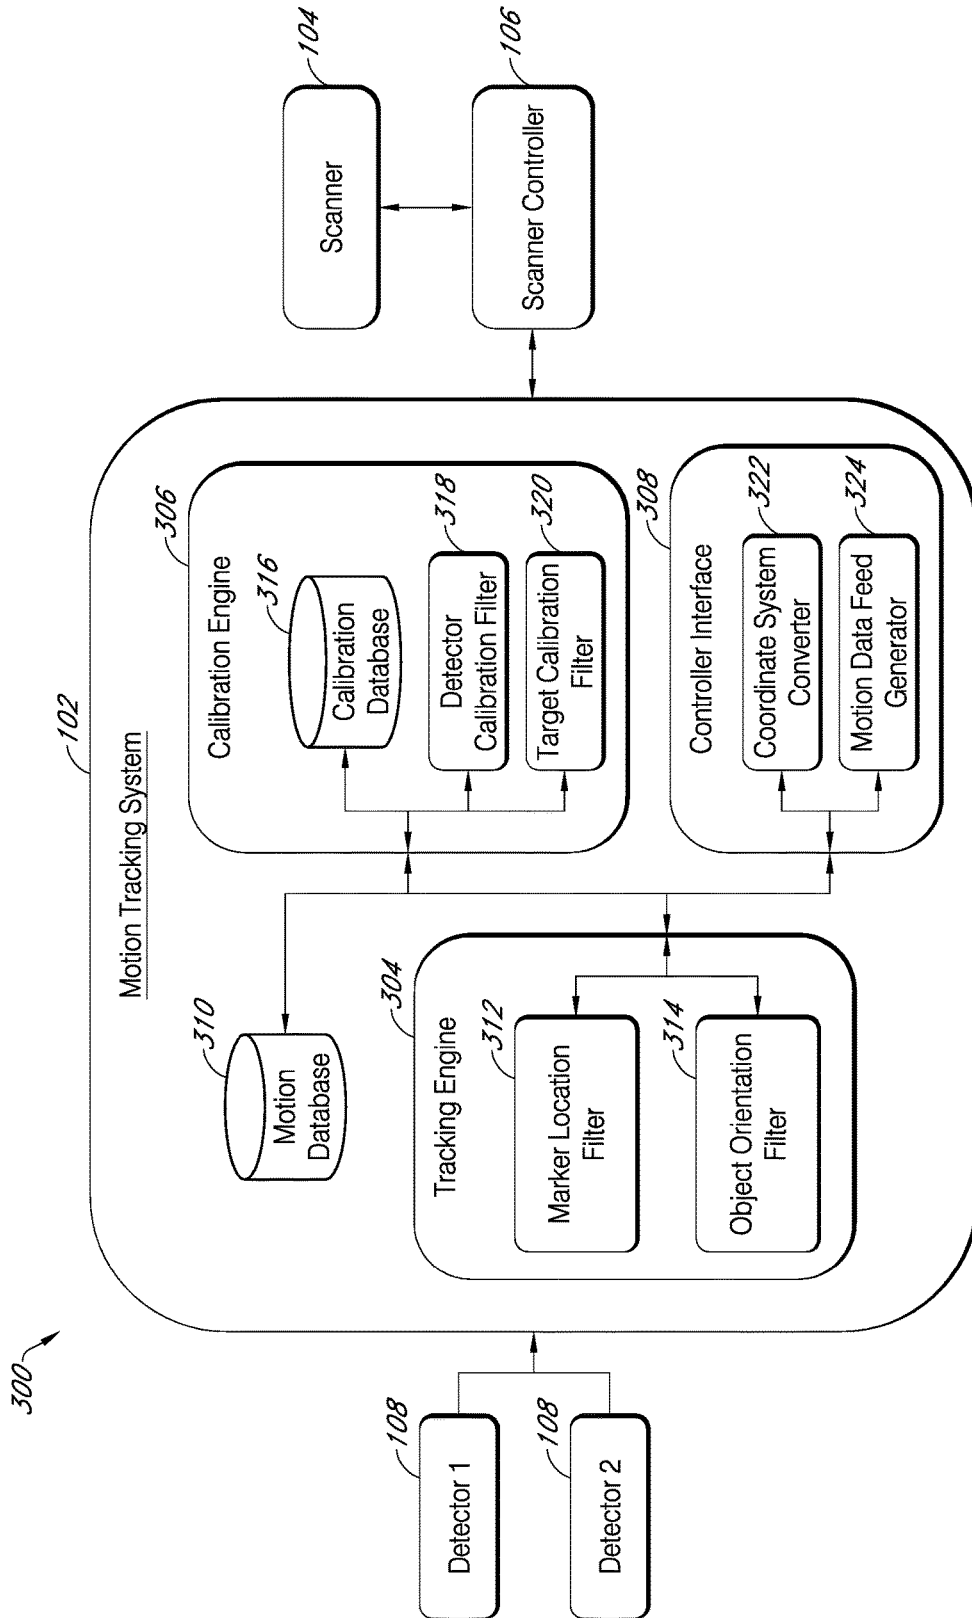 300
102
Motion Tracking System
Detector 1
108
Detector 2
108
310
Motion
Database
304
Tracking Engine
312
Marker Location
Filter
314
Object Orientation
Filter
306
Calibration Engine
316
Calibration
Database
318
Detector
Calibration Filter
320
Target Calibration
Filter
308
Controller Interface
322
Coordinate System
Converter
324
Motion Data Feed
Generator
104
Scanner
106
Scanner Controller